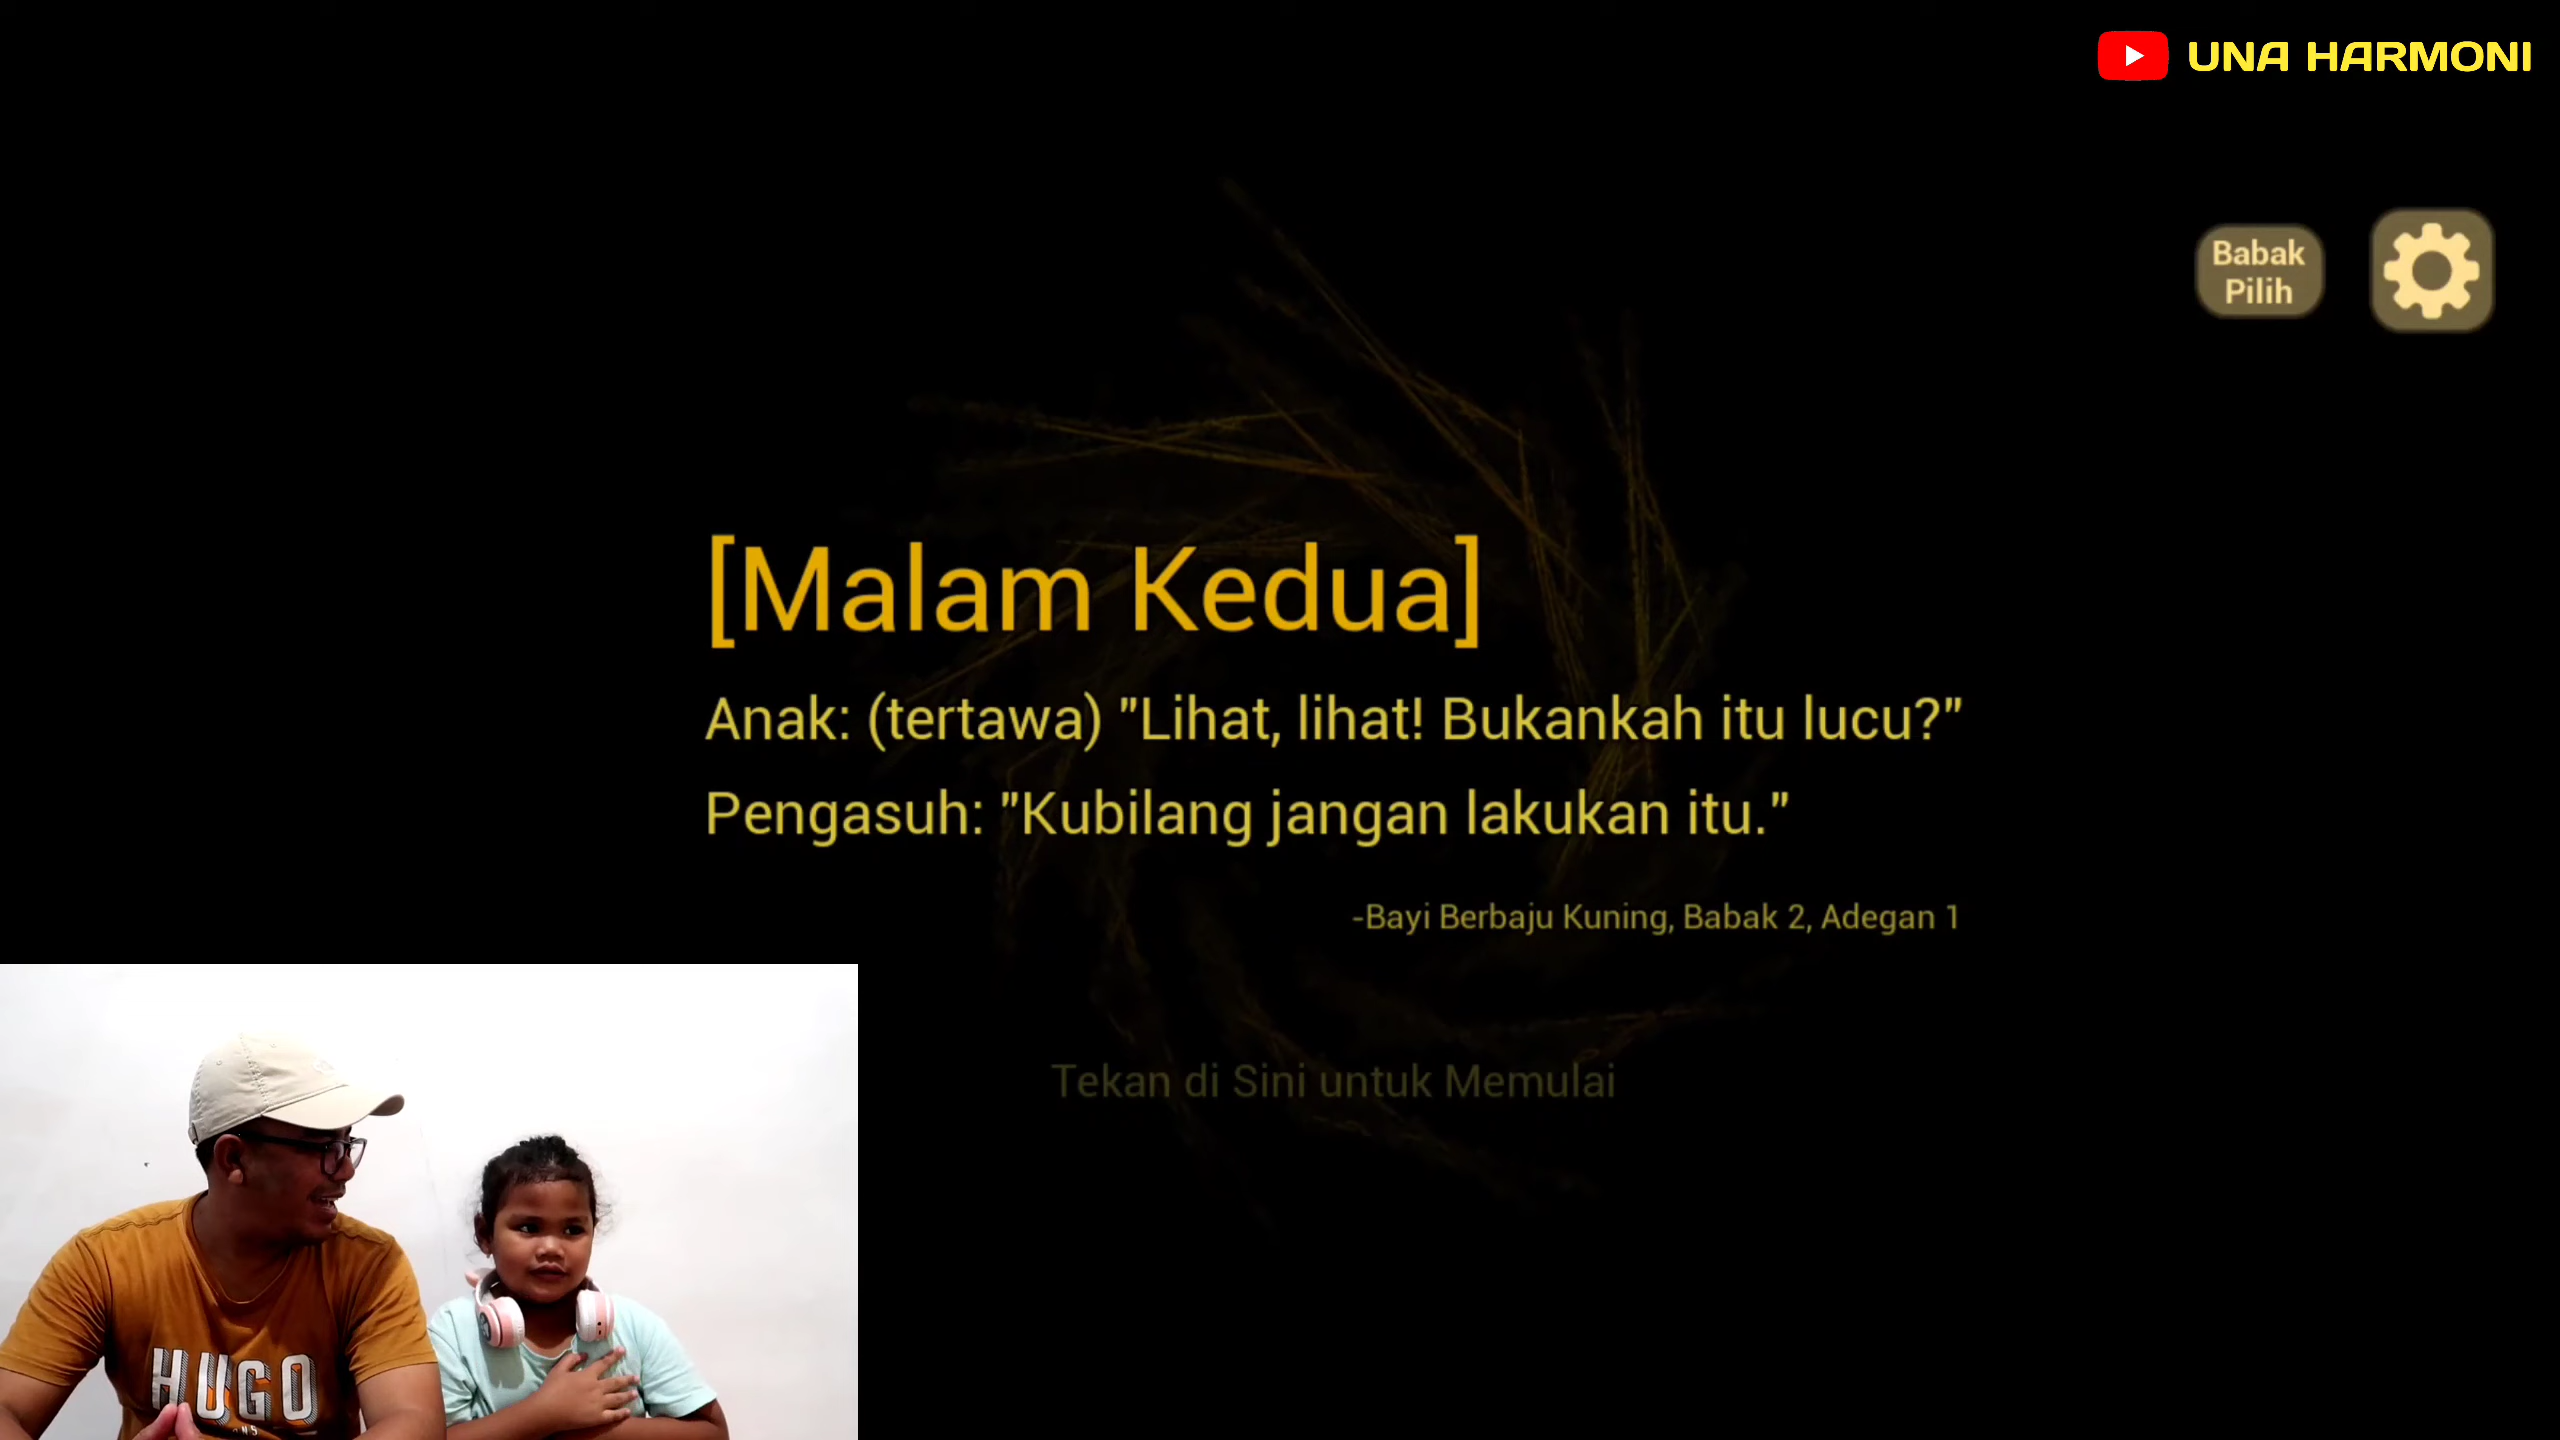 UNA HARMONI
Babak
Pilih
[Malam Kedua]
Anak: (tertawa) "Lihat, lihat! Bukankah itu lucu?"
Pengasuh: "Kubilang jangan lakukan itu."
-Bayi Berbaju Kuning, Babak 2, Adegan 1
Tekan di Sini untuk Memulai
HUGO